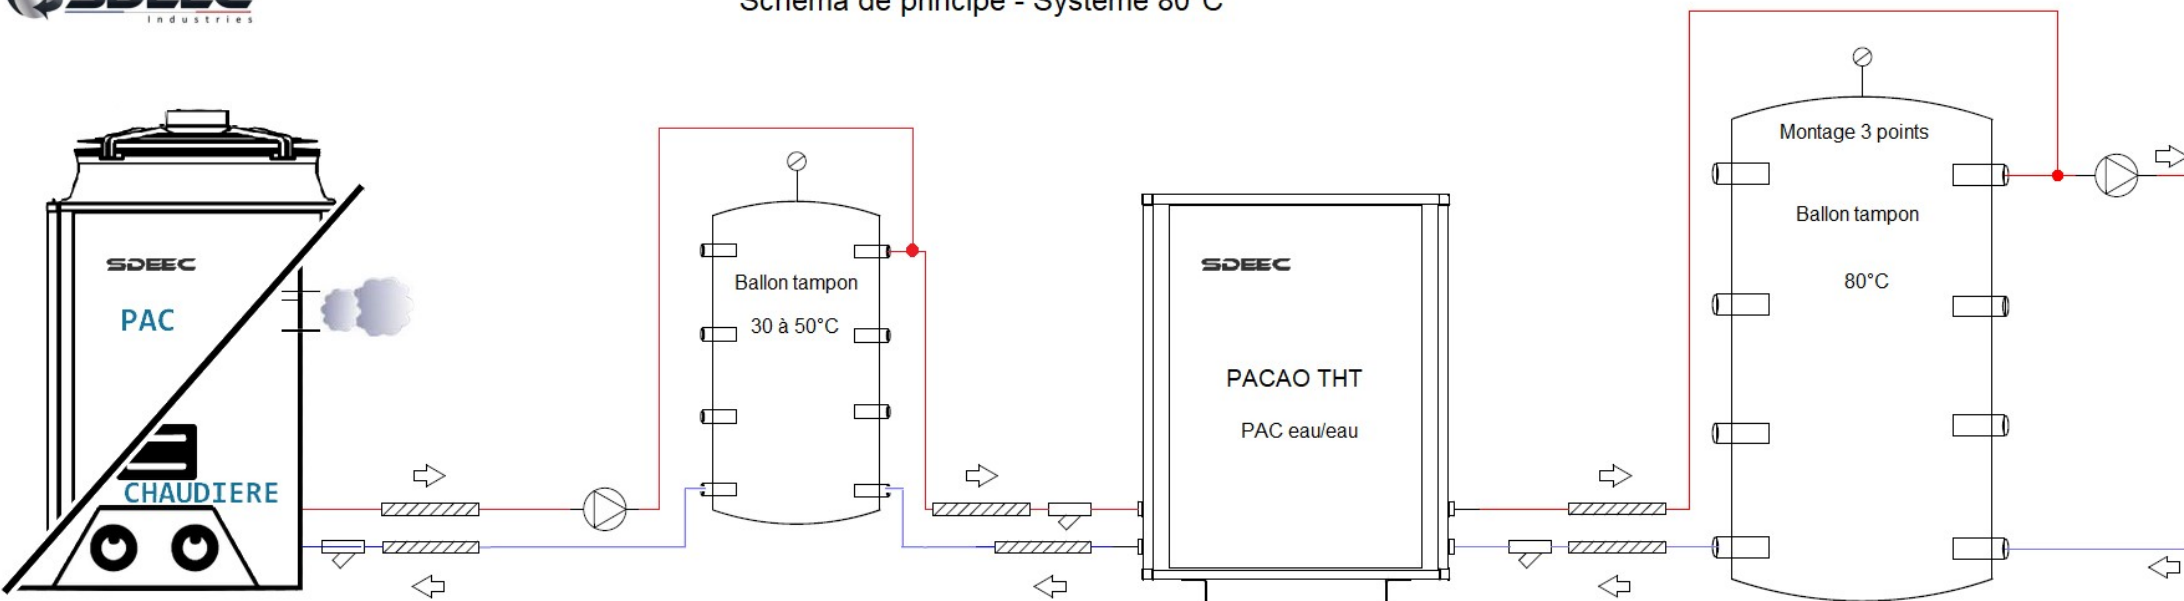 SDEEC
Industries
Schéma de principe - Système 80°C
SDEEC
PAC
CHAUDIERE
Ballon tampon
30 à 50°C
SDEEC
PACAO THT
PAC eau/eau
Montage 3 points
Ballon tampon
80°C